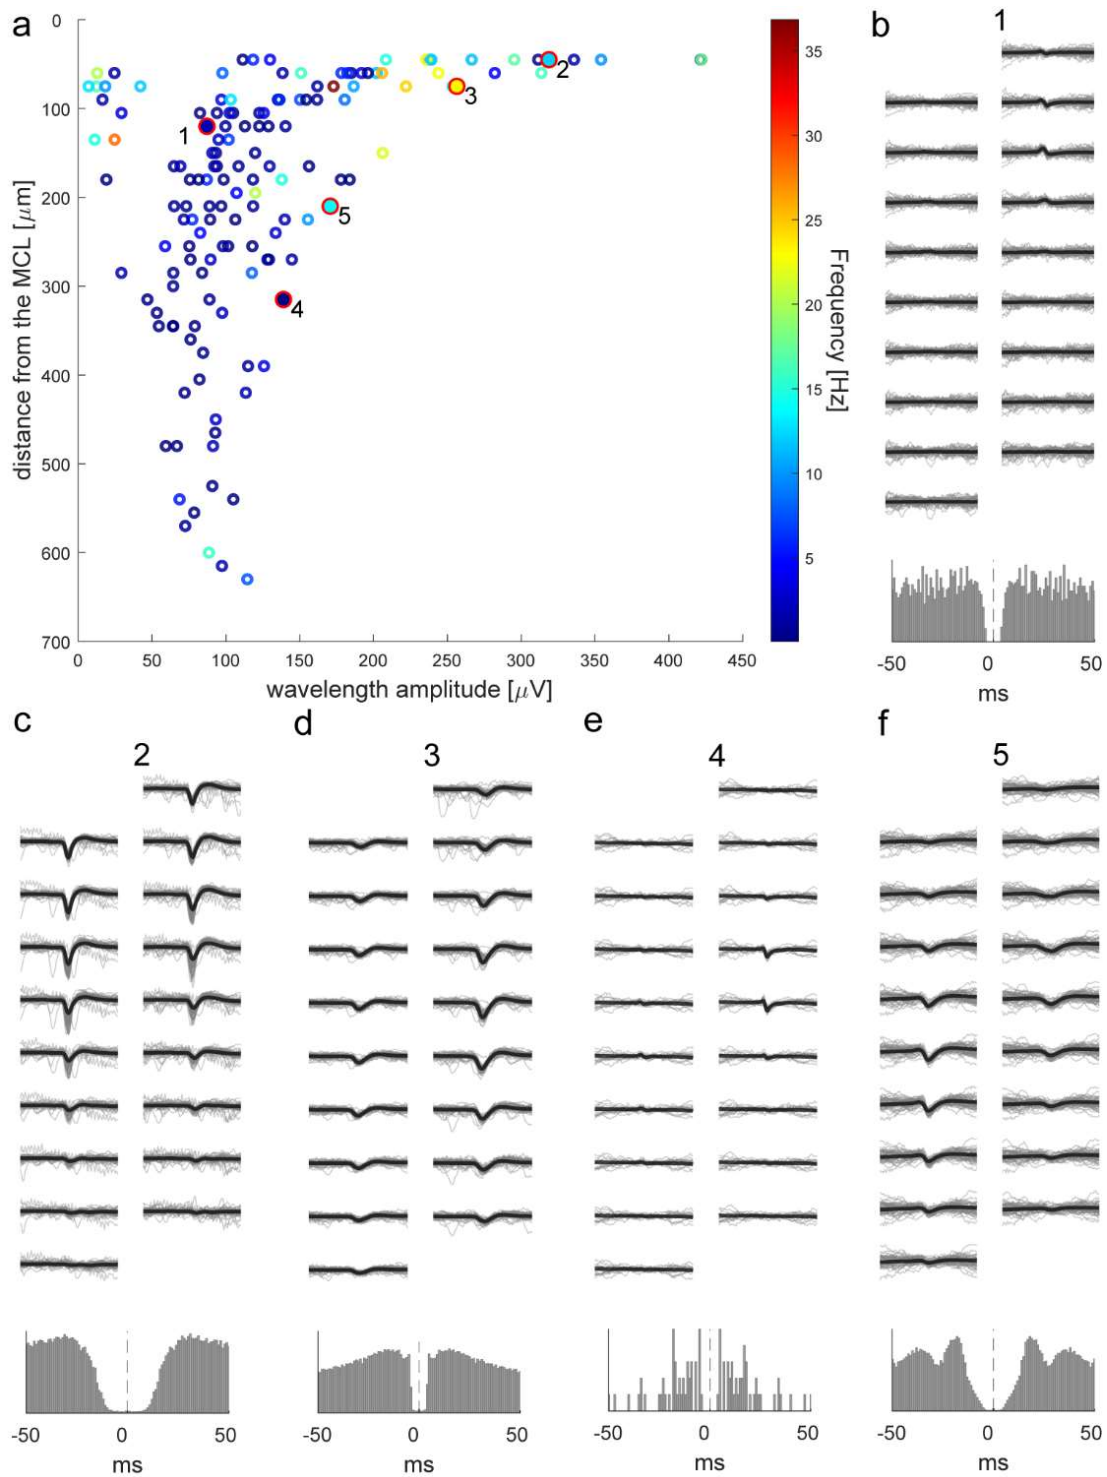 a
0
100
200
300
400
500
600
700
distance from the MCL [μm]
0 50 100 150 200 250 300 350 400 450
wavelength amplitude [μV]
1
2
3
4
5
35
30
25
20
15
10
5
Frequency [Hz]
b
1
-50 0 50
ms
c
2
-50 0 50
ms
d
3
-50 0 50
ms
e
4
-50 0 50
ms
f
5
-50 0 50
ms